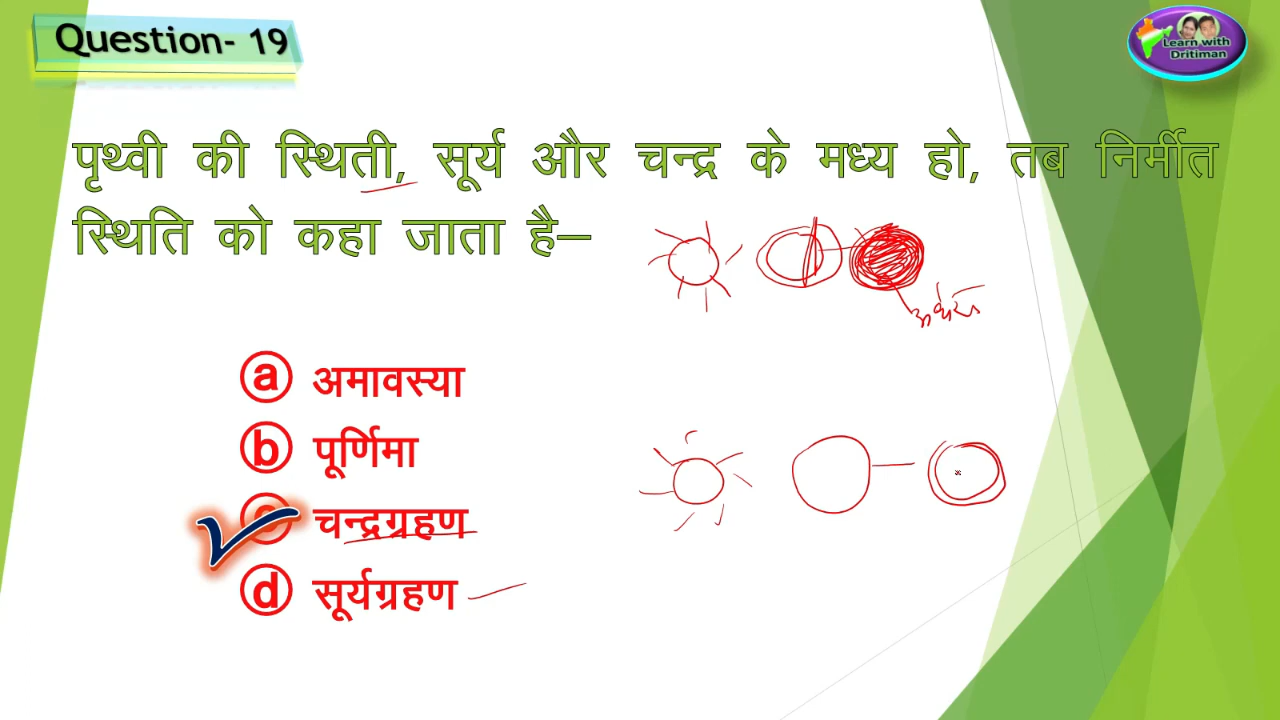 Question- 19
Learn with
Dritiman
पृथ्वी की स्थिती, सूर्य और चन्द्र के मध्य हो, तब निर्मीत
स्थिति को कहा जाता है–
ⓐ अमावस्या
ⓑ पूर्णिमा
ⓒ चन्द्रग्रहण
ⓓ सूर्यग्रहण